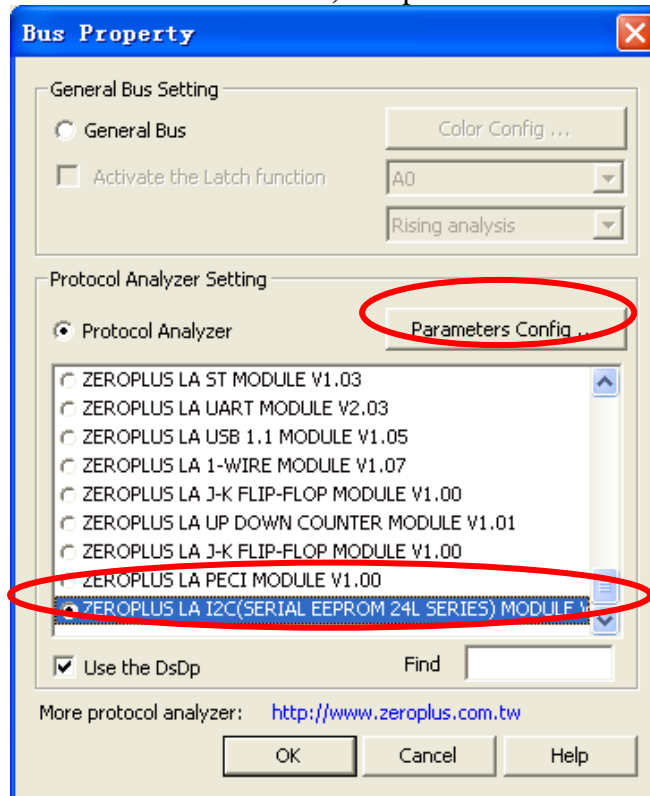 Bus Property
General Bus Setting
General Bus
Color Config ...
Activate the Latch function
A0
Rising analysis
Protocol Analyzer Setting
Protocol Analyzer
Parameters Config ...
ZEROPLUS LA ST MODULE V1.03
ZEROPLUS LA UART MODULE V2.03
ZEROPLUS LA USB 1.1 MODULE V1.05
ZEROPLUS LA 1-WIRE MODULE V1.07
ZEROPLUS LA J-K FLIP-FLOP MODULE V1.00
ZEROPLUS LA UP DOWN COUNTER MODULE V1.01
ZEROPLUS LA J-K FLIP-FLOP MODULE V1.00
ZEROPLUS LA PECI MODULE V1.00
ZEROPLUS LA I2C(SERIAL EEPROM 24L SERIES) MODULE V
Use the DsDp
Find
More protocol analyzer: http://www.zeroplus.com.tw
OK Cancel Help